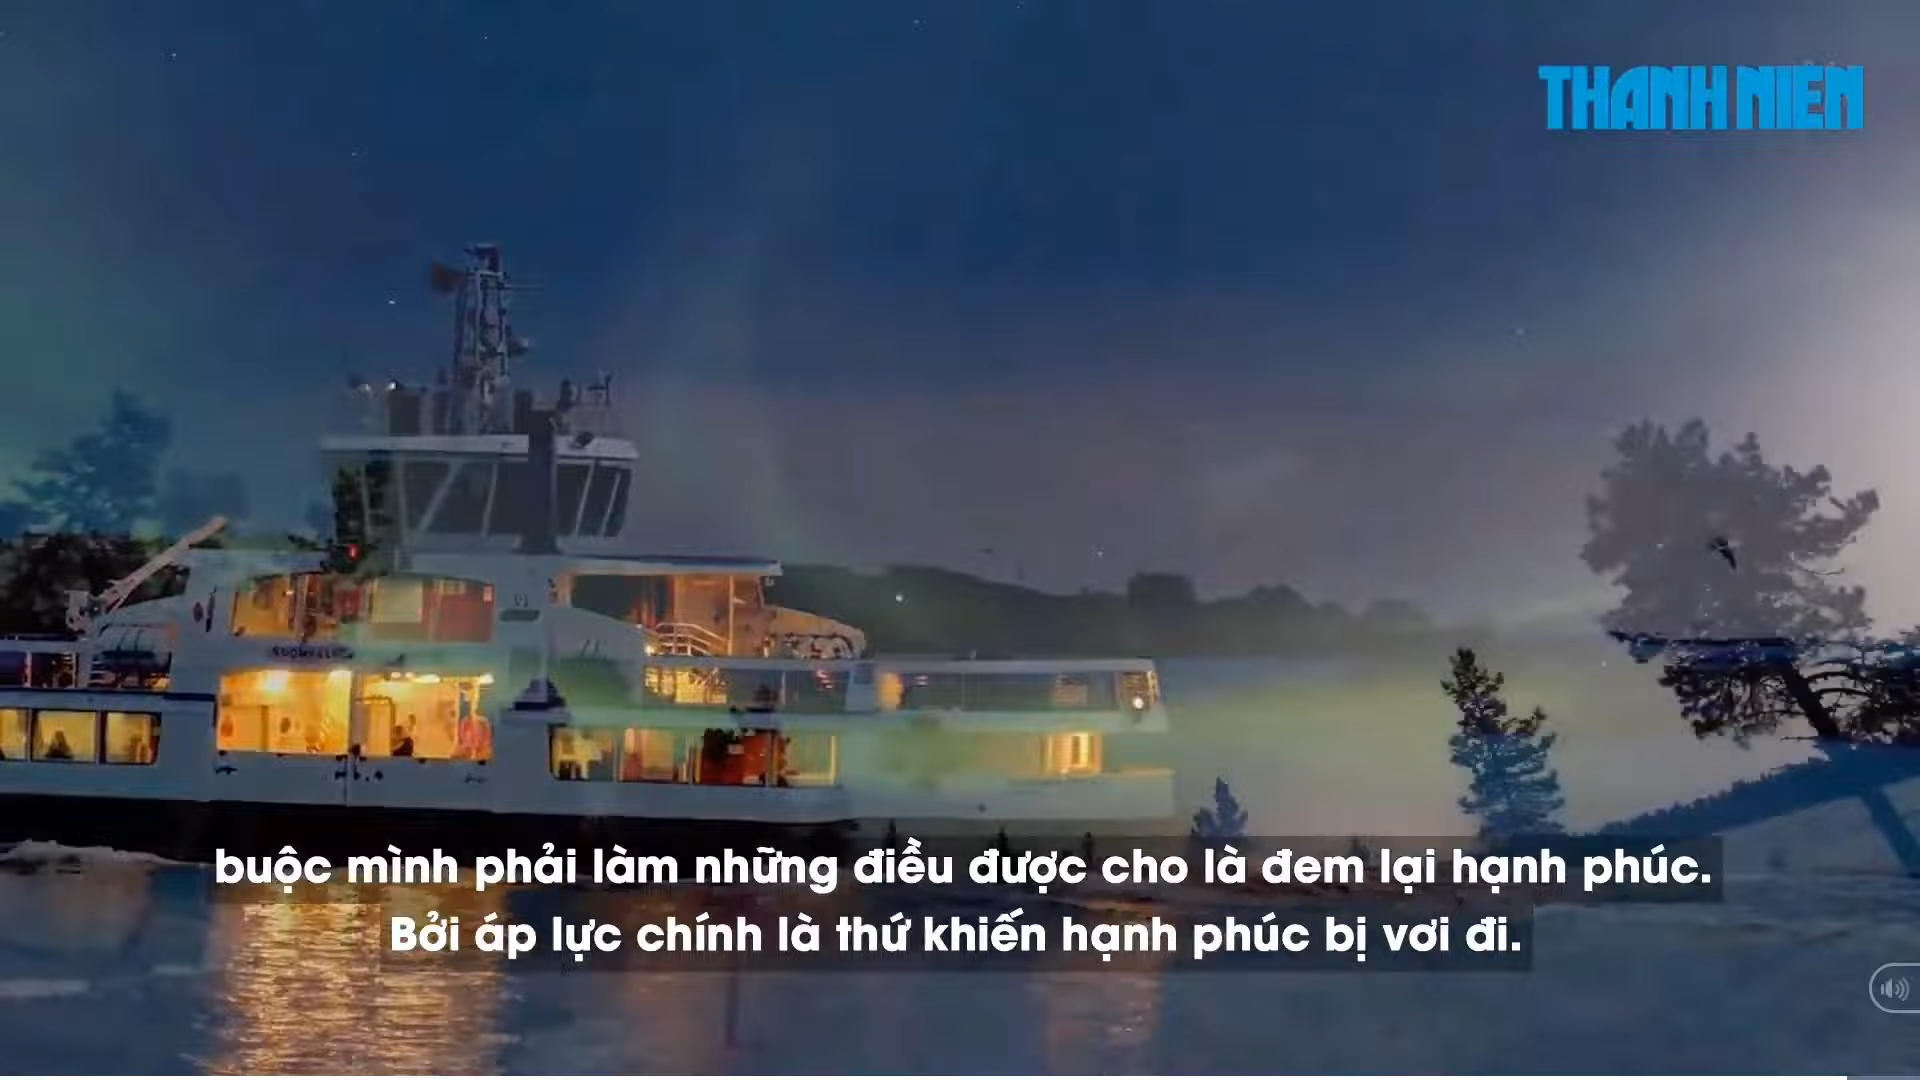 THANH NIÊN
buộc mình phải làm những điều được cho là đem lại hạnh phúc.
Bởi áp lực chính là thứ khiến hạnh phúc bị vơi đi.